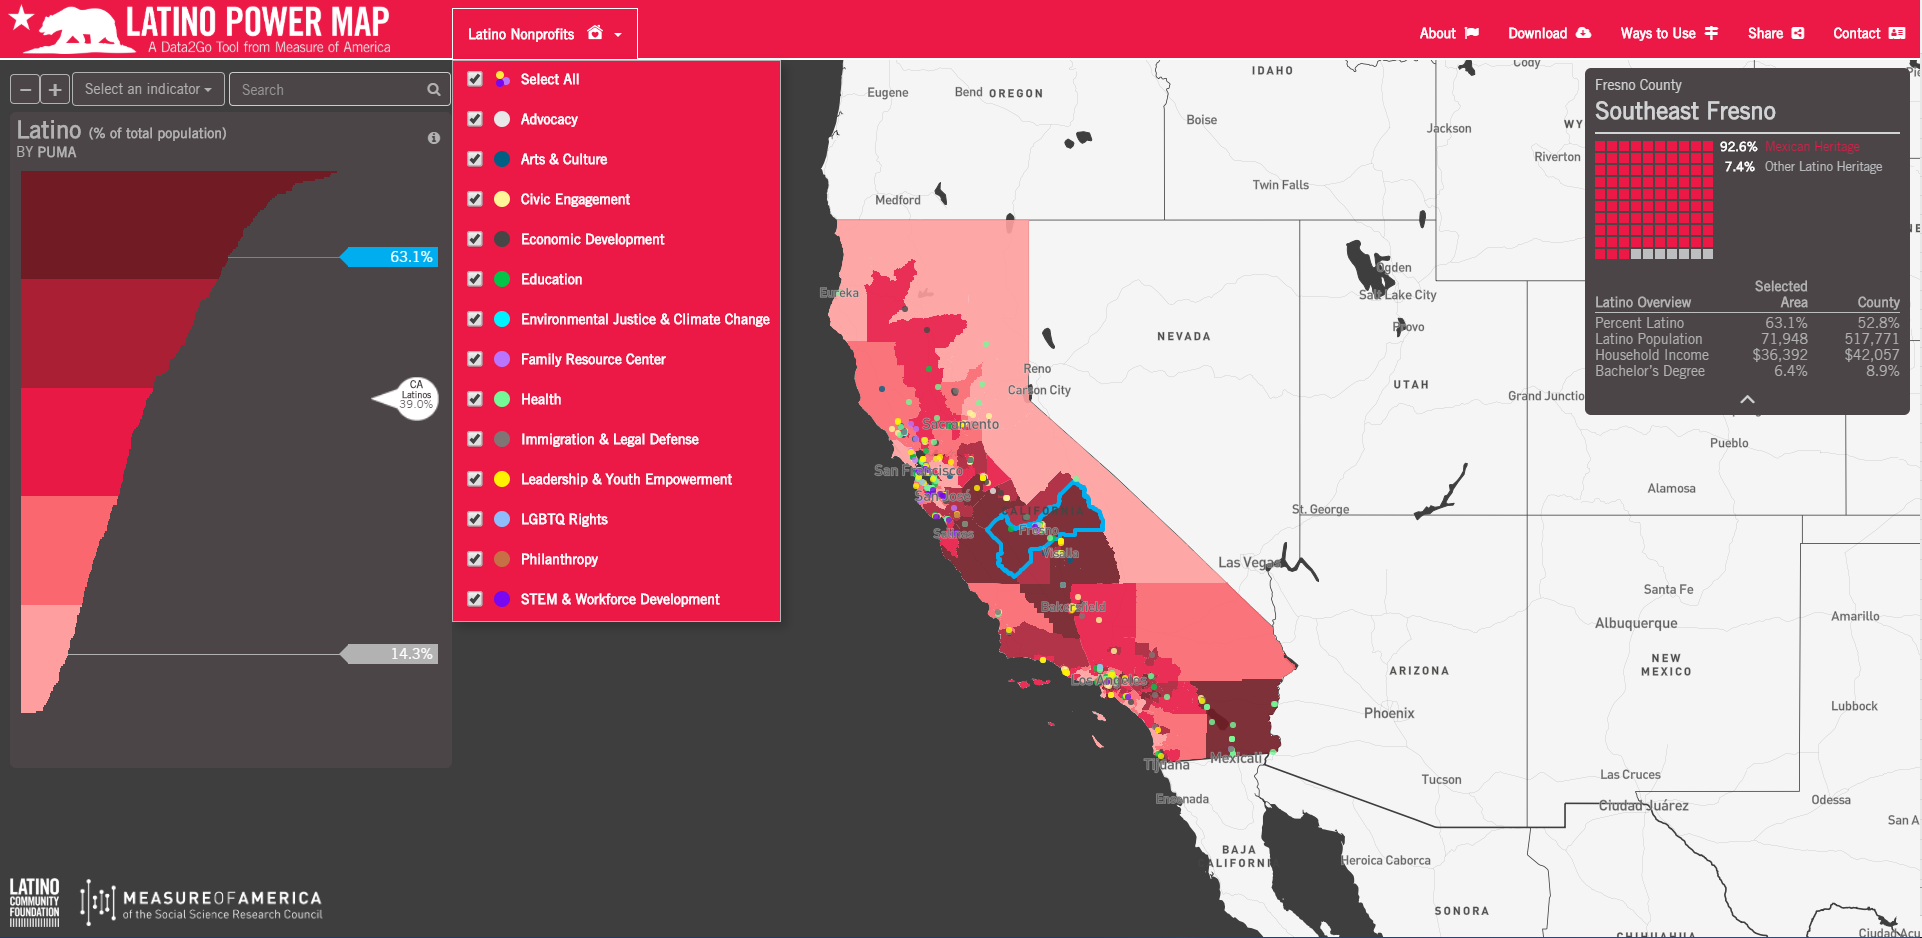 LATINO POWER MAP
A Data2Go Tool from Measure of America
Latino Nonprofits
About
Download
Ways to Use
Share
Contact
Select an indicator
Search
Latino (% of total population)
BY PUMA
63.1%
CA
Latinos
39.0%
14.3%
Select All
Advocacy
Arts & Culture
Civic Engagement
Economic Development
Education
Environmental Justice & Climate Change
Family Resource Center
Health
Immigration & Legal Defense
Leadership & Youth Empowerment
LGBTQ Rights
Philanthropy
STEM & Workforce Development
Fresno County
Southeast Fresno
92.6% Mexican Heritage
7.4% Other Latino Heritage
Latino Overview Selected Area County
Percent Latino 63.1% 52.8%
Latino Population 71,948 517,771
Household Income $36,392 $42,057
Bachelor's Degree 6.4% 8.9%
IDAHO
Cody
Eugene
Bend
OREGON
Boise
Jackson
WY
Riverton
Twin Falls
Medford
Eureka
Ogden
Salt Lake City
Provo
NEVADA
Reno
Carson City
UTAH
Grand Junctio
Sacramento
Pueblo
San Francisco
San Jose
CALIFORNIA
Alamosa
St. George
Salinas
Fresno
Visalia
Las Vegas
Santa Fe
Bakersfield
Albuquerque
Amarillo
NEW
MEXICO
ARIZONA
Los Angeles
Phoenix
Lubbock
Mexicali
Tijuana
Tucson
Las Cruces
Ensenada
Ciudad Juárez
Odessa
San A
BAJA
CALIFORNIA
Heroica Caborca
SONORA
CHIHUAHUA
Ciudad Acu
LATINO
COMMUNITY
FOUNDATION
MEASUREOFAMERICA
of the Social Science Research Council